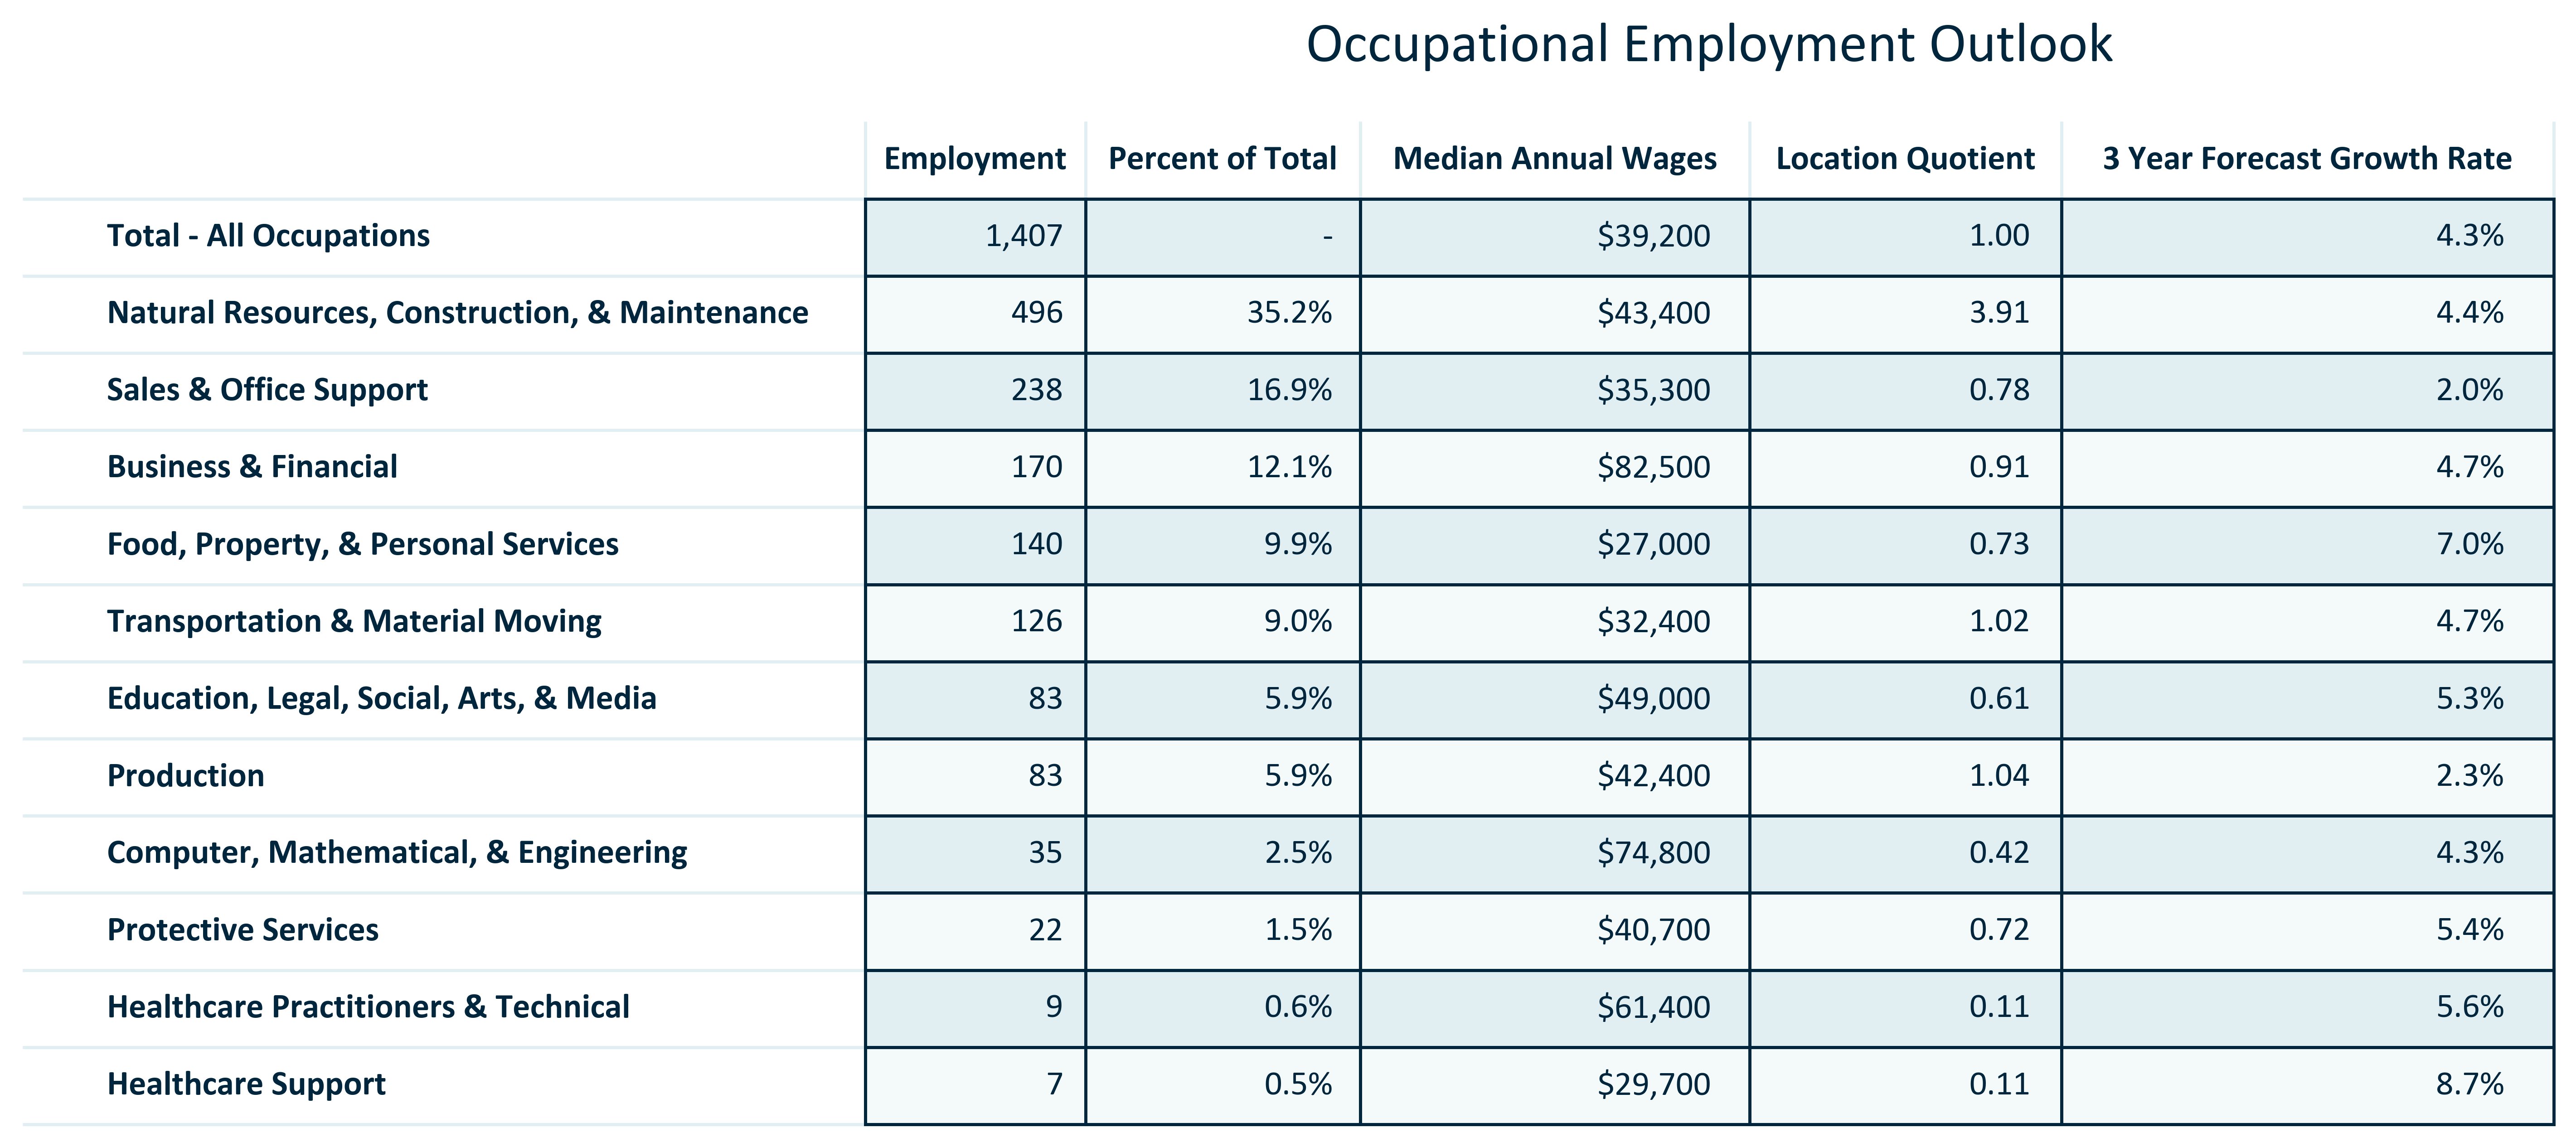 Occupational Employment Outlook
Employment Percent of Total Median Annual Wages Location Quotient 3 Year Forecast Growth Rate
Total - All Occupations 1,407 - $39,200 1.00 4.3%
Natural Resources, Construction, & Maintenance 496 35.2% $43,400 3.91 4.4%
Sales & Office Support 238 16.9% $35,300 0.78 2.0%
Business & Financial 170 12.1% $82,500 0.91 4.7%
Food, Property, & Personal Services 140 9.9% $27,000 0.73 7.0%
Transportation & Material Moving 126 9.0% $32,400 1.02 4.7%
Education, Legal, Social, Arts, & Media 83 5.9% $49,000 0.61 5.3%
Production 83 5.9% $42,400 1.04 2.3%
Computer, Mathematical, & Engineering 35 2.5% $74,800 0.42 4.3%
Protective Services 22 1.5% $40,700 0.72 5.4%
Healthcare Practitioners & Technical 9 0.6% $61,400 0.11 5.6%
Healthcare Support 7 0.5% $29,700 0.11 8.7%